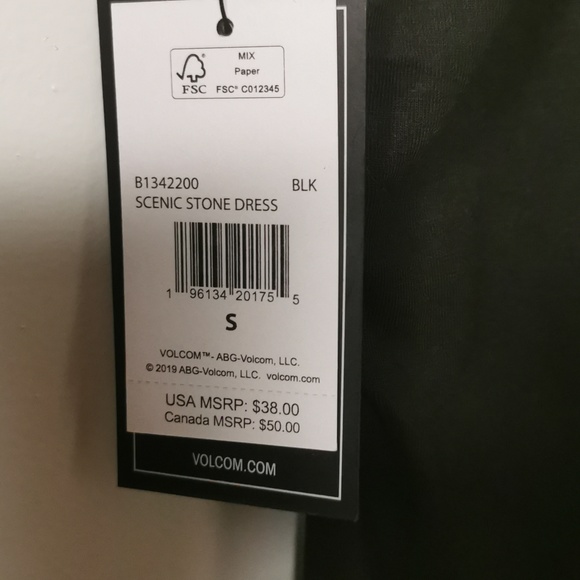 MIX
Paper
FSC
FSC® C012345
B1342200 BLK
SCENIC STONE DRESS
1 96134 20175 5
S
VOLCOM™- ABG-Volcom, LLC.
© 2019 ABG-Volcom, LLC. volcom.com
USA MSRP: $38.00
Canada MSRP: $50.00
VOLCOM.COM